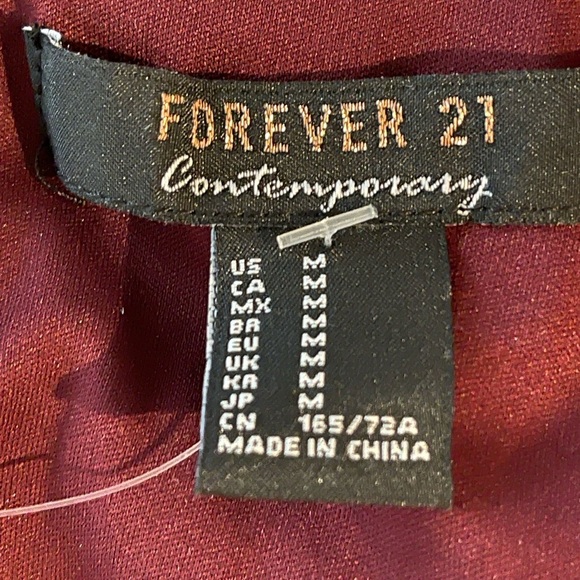 FOREVER 21
Contemporary
US M
CA M
MX M
BR M
EU M
UK M
KR M
JP M
CN 165/72A
MADE IN CHINA